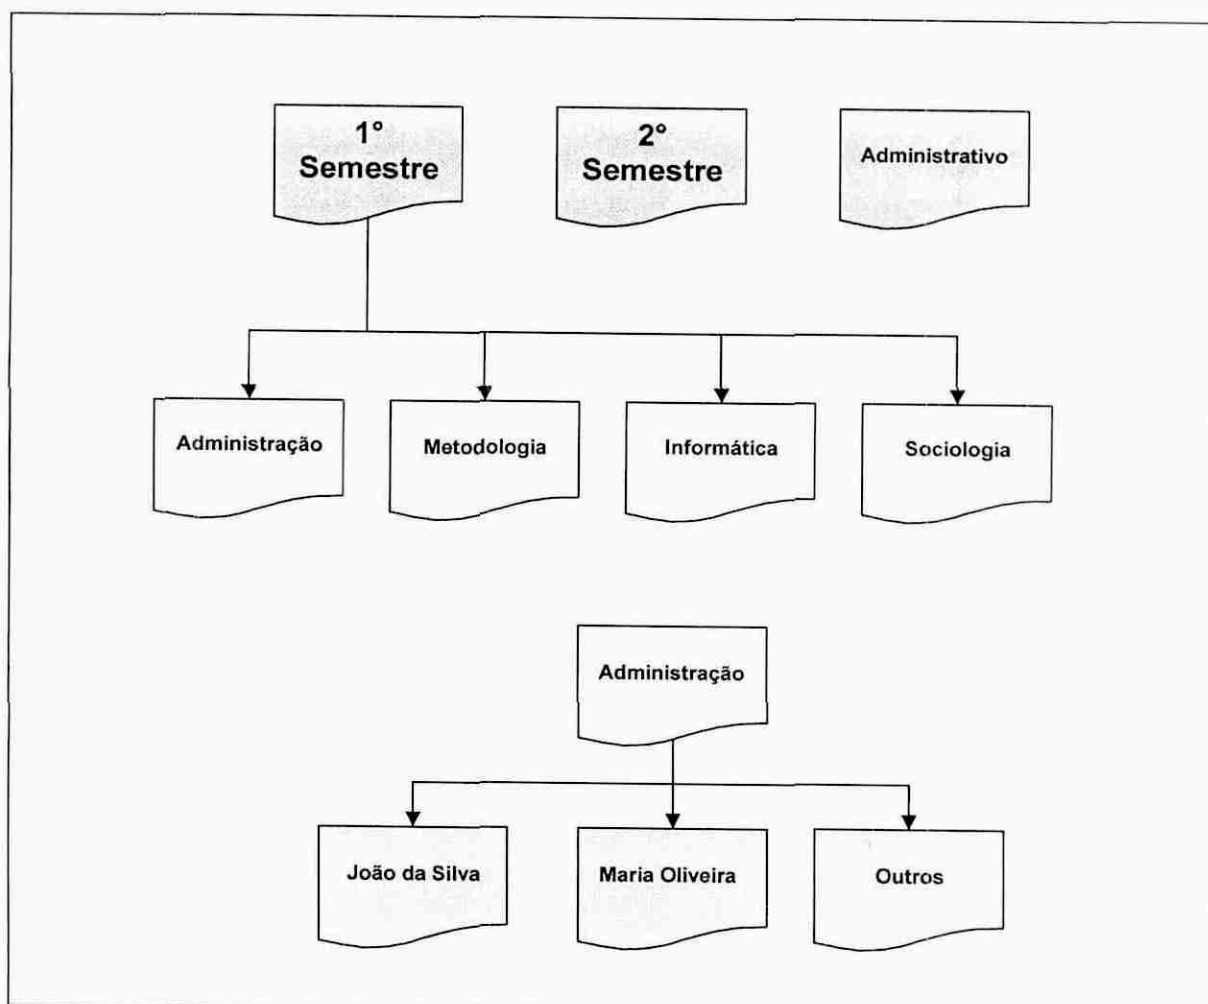 1°
Semestre
2°
Semestre
Administrativo
Administração
Metodologia
Informática
Sociologia
Administração
João da Silva
Maria Oliveira
Outros